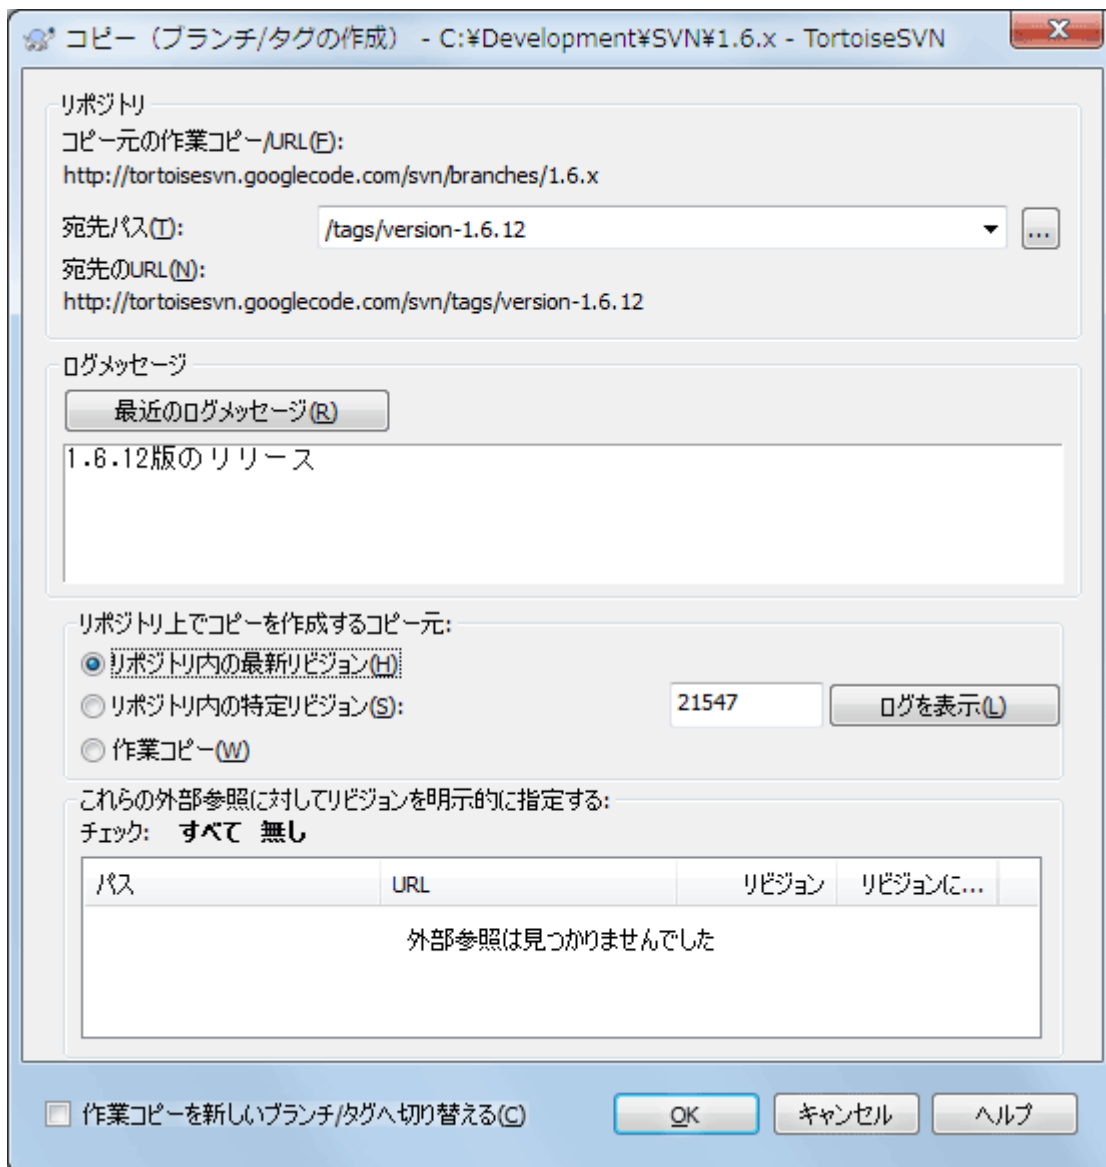 コピー（ブランチ/タグの作成） - C:¥Development¥SVN¥1.6.x - TortoiseSVN
リポジトリ
コピー元の作業コピー/URL(F):
http://tortoisesvn.googlecode.com/svn/branches/1.6.x
宛先パス(T): /tags/version-1.6.12 ...
宛先のURL(N):
http://tortoisesvn.googlecode.com/svn/tags/version-1.6.12
ログメッセージ
最近のログメッセージ(R)
1.6.12版のリリース
リポジトリ上でコピーを作成するコピー元:
リポジトリ内の最新リビジョン(H)
リポジトリ内の特定リビジョン(S): 21547 ログを表示(L)
作業コピー(W)
これらの外部参照に対してリビジョンを明示的に指定する:
チェック: すべて 無し
パス URL リビジョン リビジョンに...
外部参照は見つかりませんでした
作業コピーを新しいブランチ/タグへ切り替える(C) OK キャンセル ヘルプ